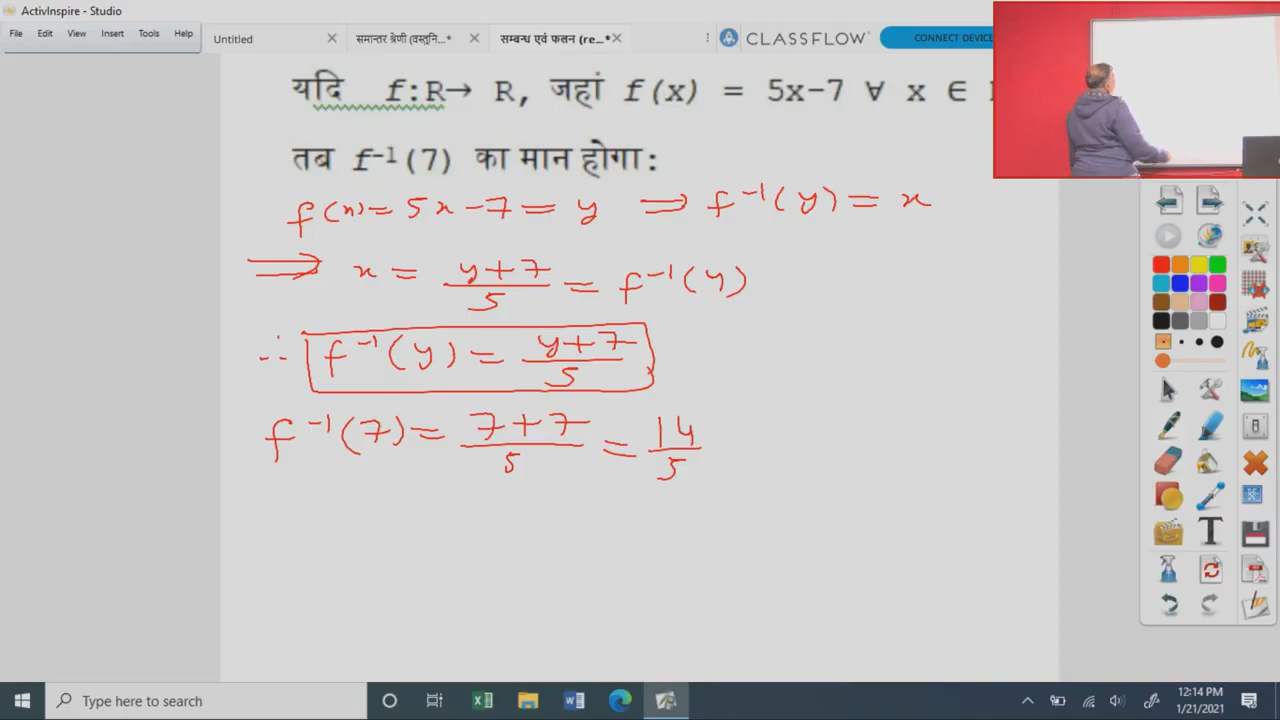 ActivInspire - Studio
File Edit View Insert Tools Help
Untitled
समान्तर श्रेणी (वस्तुनि...*
सम्बन्ध एवं फलन (re...*
CLASSFLOW
CONNECT DEVICE
यदि f:R→ R, जहां f(x) = 5x-7 ∀ x ∈
तब f⁻¹(7) का मान होगा:
f(x) = 5x - 7 = y ⟹ f⁻¹(y) = x
⟹ x = (y+7)/5 = f⁻¹(y)
∴ f⁻¹(y) = (y+7)/5
f⁻¹(7) = (7+7)/5 = 14/5
Type here to search
12:14 PM
1/21/2021